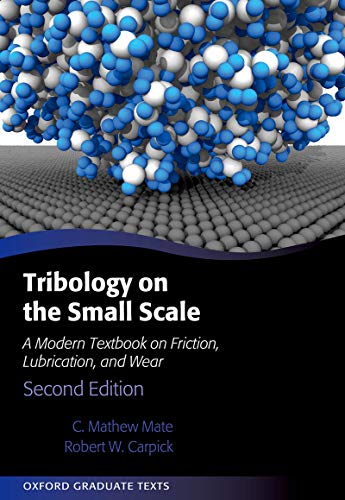 Tribology on
the Small Scale
A Modern Textbook on Friction,
Lubrication, and Wear
Second Edition
C. Mathew Mate
Robert W. Carpick
OXFORD GRADUATE TEXTS